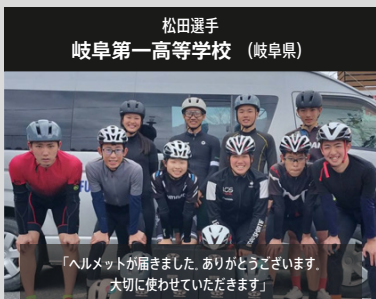 松田選手
岐阜第一高等学校 (岐阜県)
「ヘルメットが届きました。ありがとうございます。
大切に使わせていただきます」